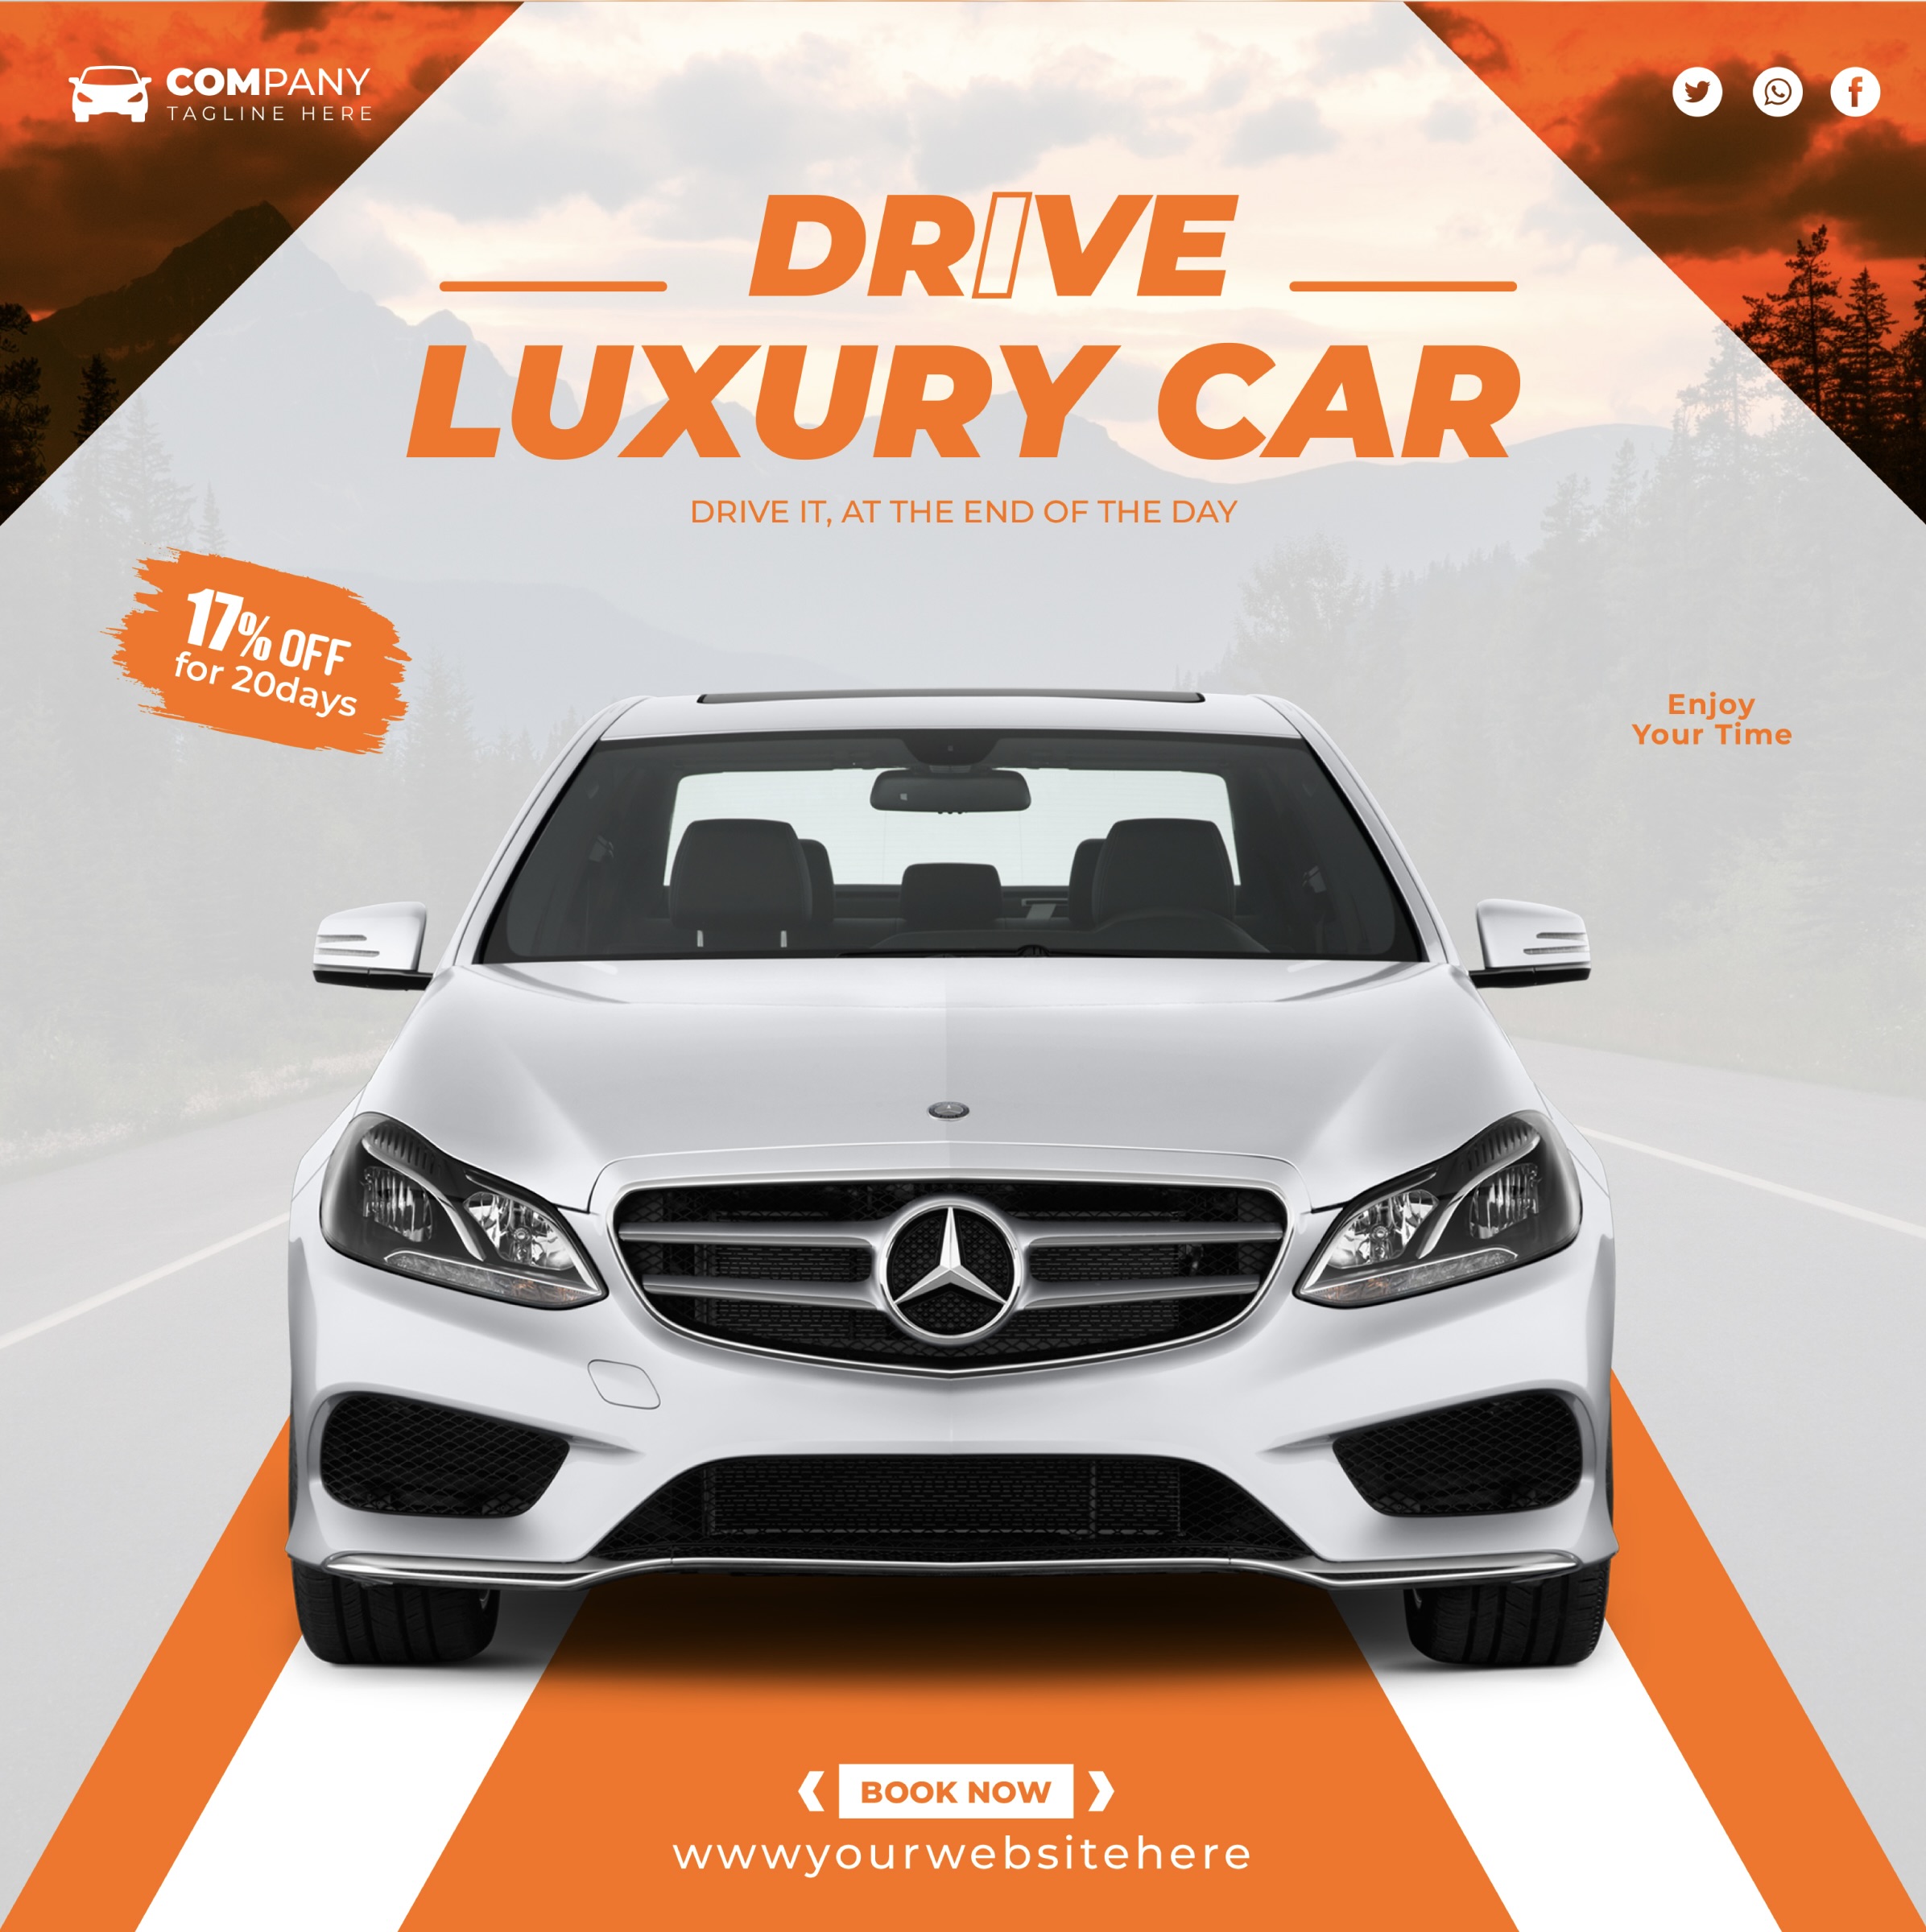 COMPANY
TAGLINE HERE
DRIVE
LUXURY CAR
DRIVE IT, AT THE END OF THE DAY
17% OFF
for 20days
Enjoy
Your Time
BOOK NOW
wwwyourwebsitehere